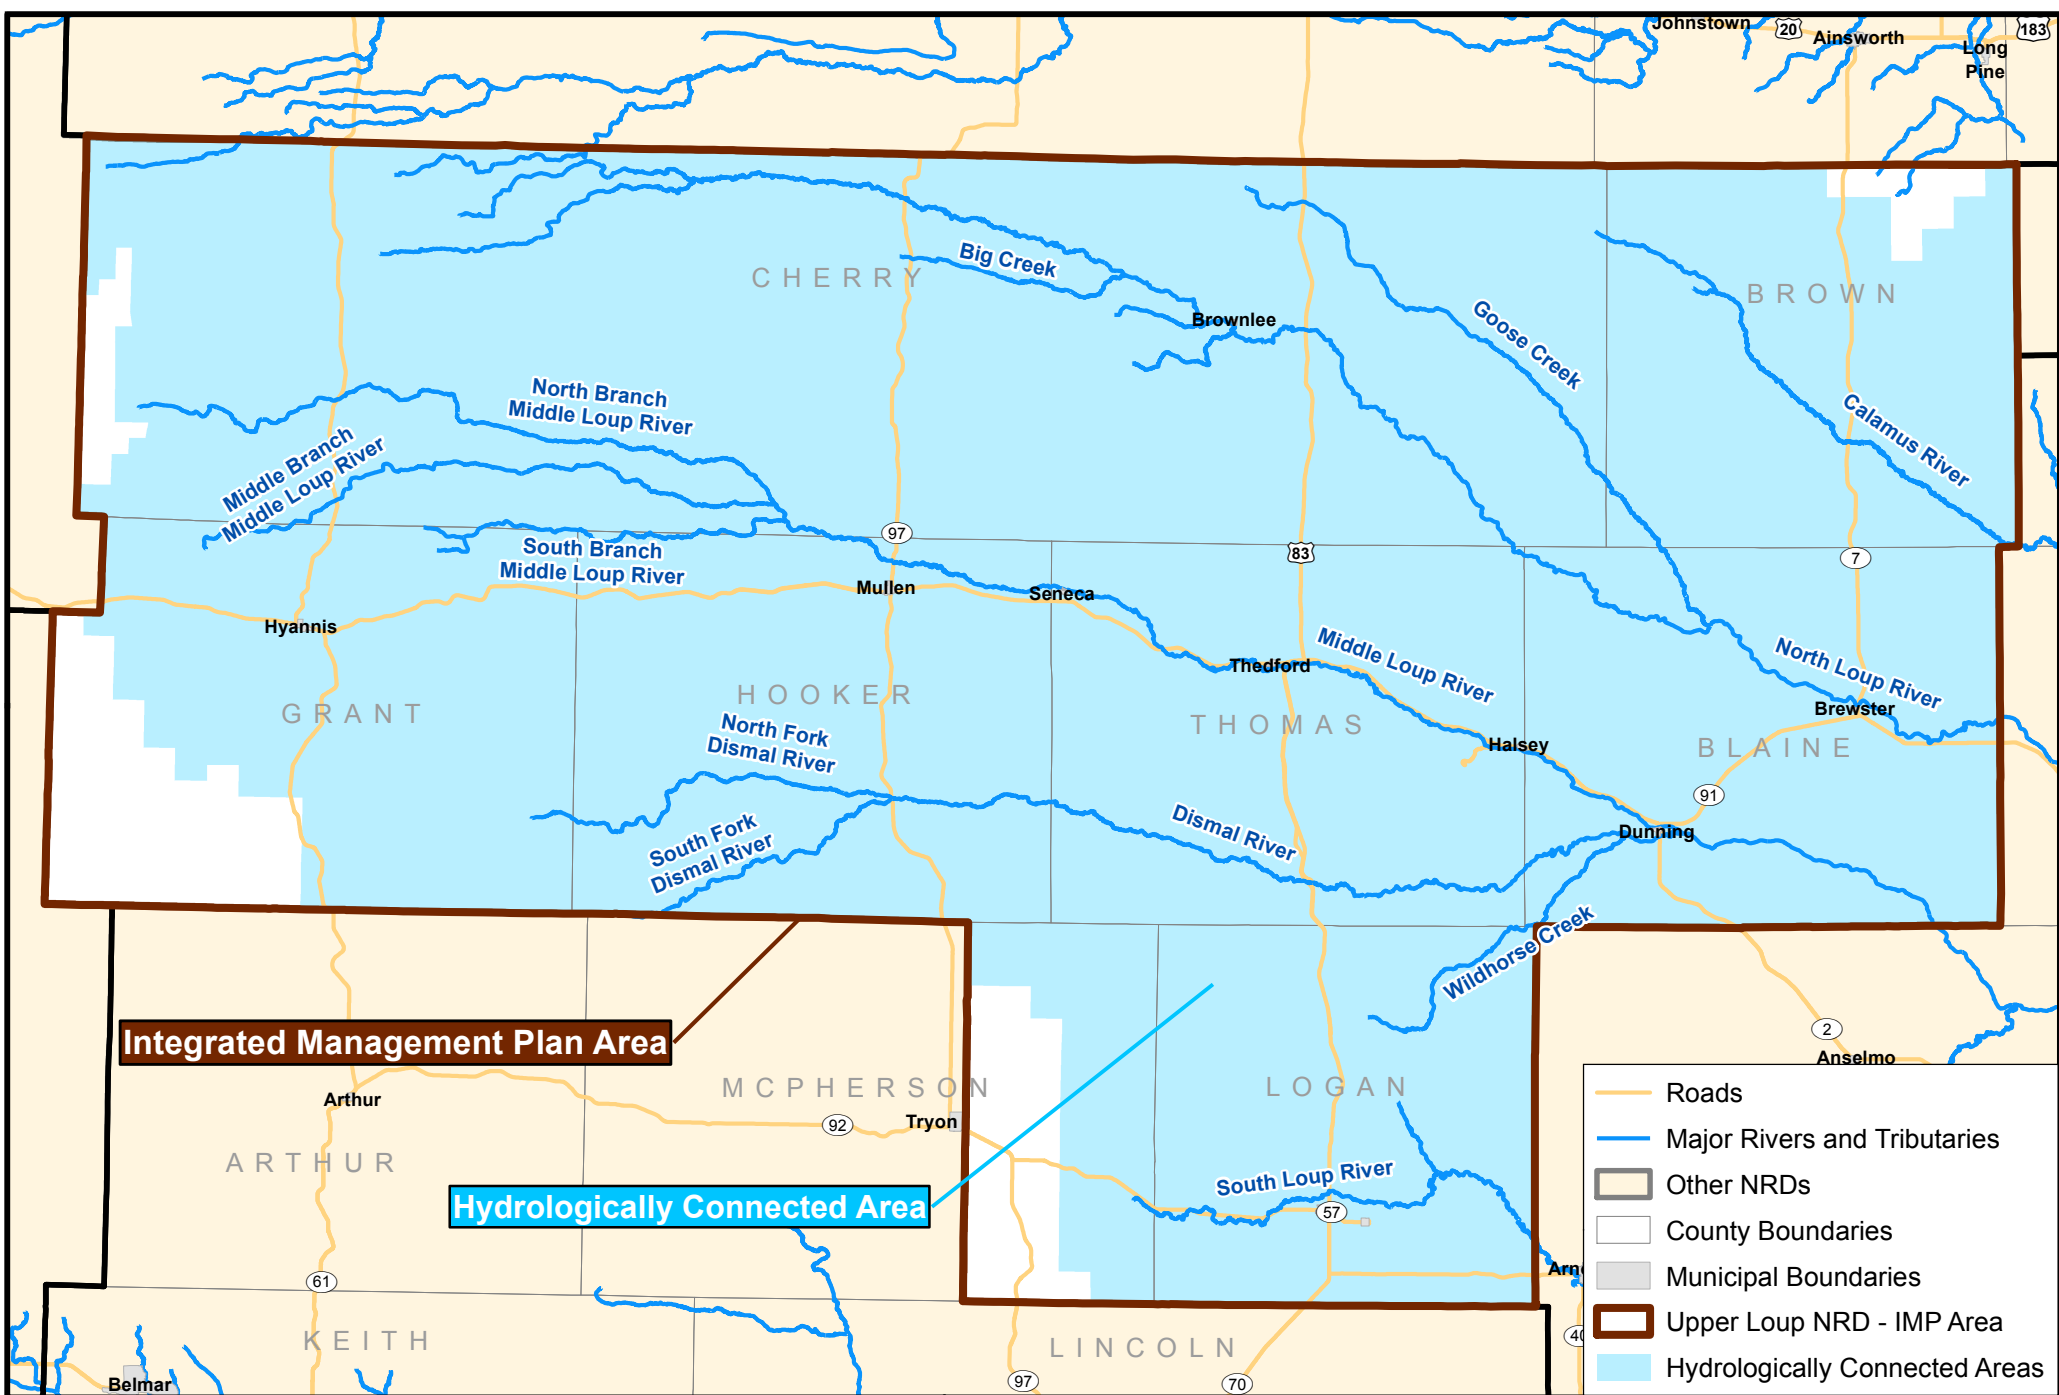 Johnstown
20
Ainsworth
183
Long
Pine
CHERRY
Big Creek
Brownlee
BROWN
Goose Creek
Calamus River
North Branch
Middle Loup River
Middle Branch
Middle Loup River
South Branch
Middle Loup River
97
83
7
Mullen
Seneca
Hyannis
Thedford
Middle Loup River
North Loup River
Brewster
GRANT
HOOKER
THOMAS
BLAINE
Halsey
North Fork
Dismal River
91
South Fork
Dismal River
Dismal River
Dunning
Wildhorse Creek
Integrated Management Plan Area
2
Anselmo
Arthur
MCPHERSON
LOGAN
92
Tryon
ARTHUR
South Loup River
Hydrologically Connected Area
57
61
KEITH
LINCOLN
Belmar
97
70
Roads
Major Rivers and Tributaries
Other NRDs
County Boundaries
Municipal Boundaries
Upper Loup NRD - IMP Area
Hydrologically Connected Areas